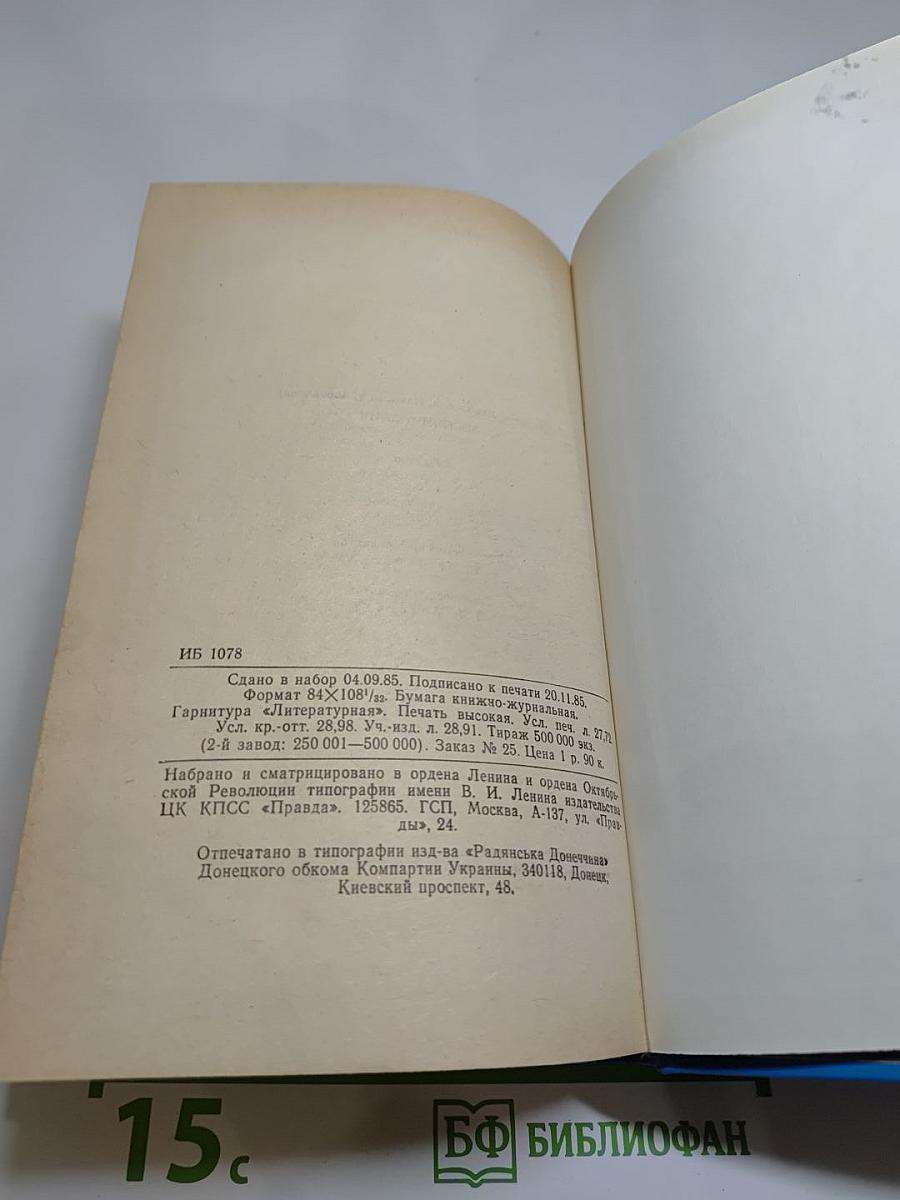 ИБ 1078
Сдано в набор 04.09.85. Подписано к печати 20.11.85.
Формат 84×108¹/₃₂. Бумага книжно-журнальная.
Гарнитура «Литературная». Печать высокая. Усл. печ. л. 27,72
Усл. кр.-отт. 28,98. Уч.-изд. л. 28,91. Тираж 500 000 экз.
(2-й завод: 250 001—500 000). Заказ № 25. Цена 1 р. 90 к.
Набрано и сматрицировано в ордена Ленина и ордена Октябрь-
ской Революции типографии имени В. И. Ленина издательства
ЦК КПСС «Правда». 125865. ГСП, Москва, А-137, ул. «Прав-
ды», 24.
Отпечатано в типографии изд-ва «Радянська Донеччина»
Донецкого обкома Компартии Украины, 340118, Донецк,
Киевский проспект, 48.
15 с
БФ БИБЛИОФАН